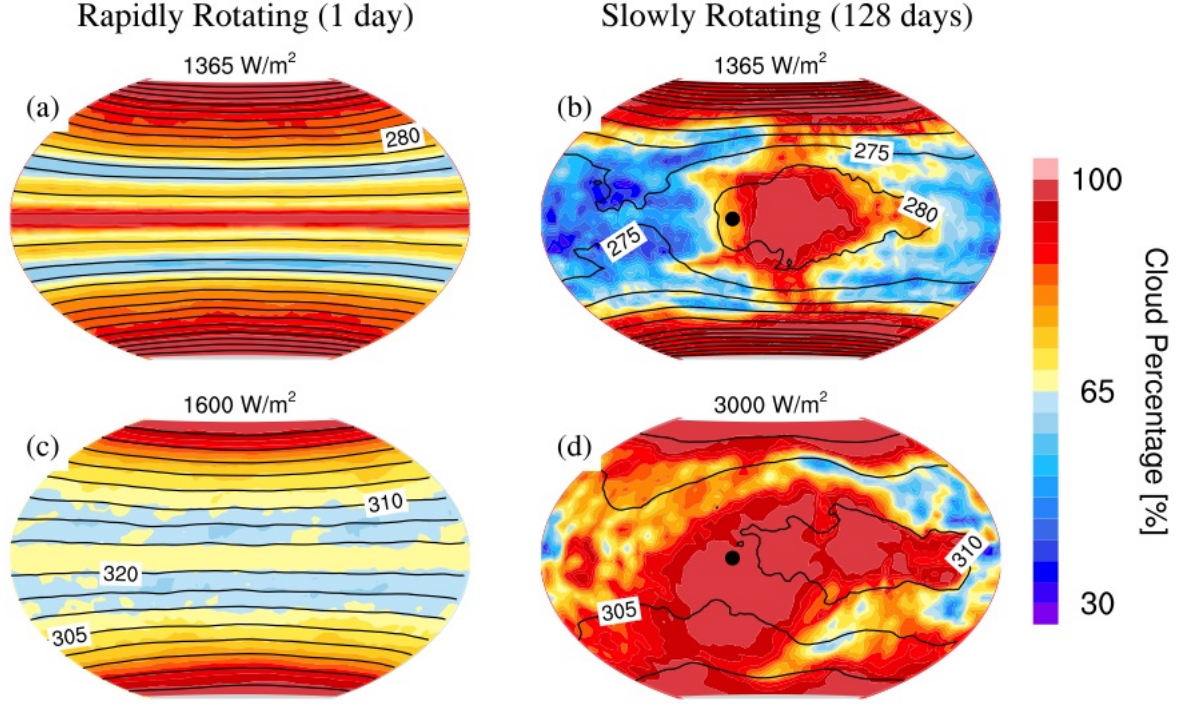 Rapidly Rotating (1 day)
Slowly Rotating (128 days)
1365 W/m²
(a)
280
1365 W/m²
(b)
275
280
275
1600 W/m²
(c)
310
320
305
3000 W/m²
(d)
310
305
100
65
30
Cloud Percentage [%]